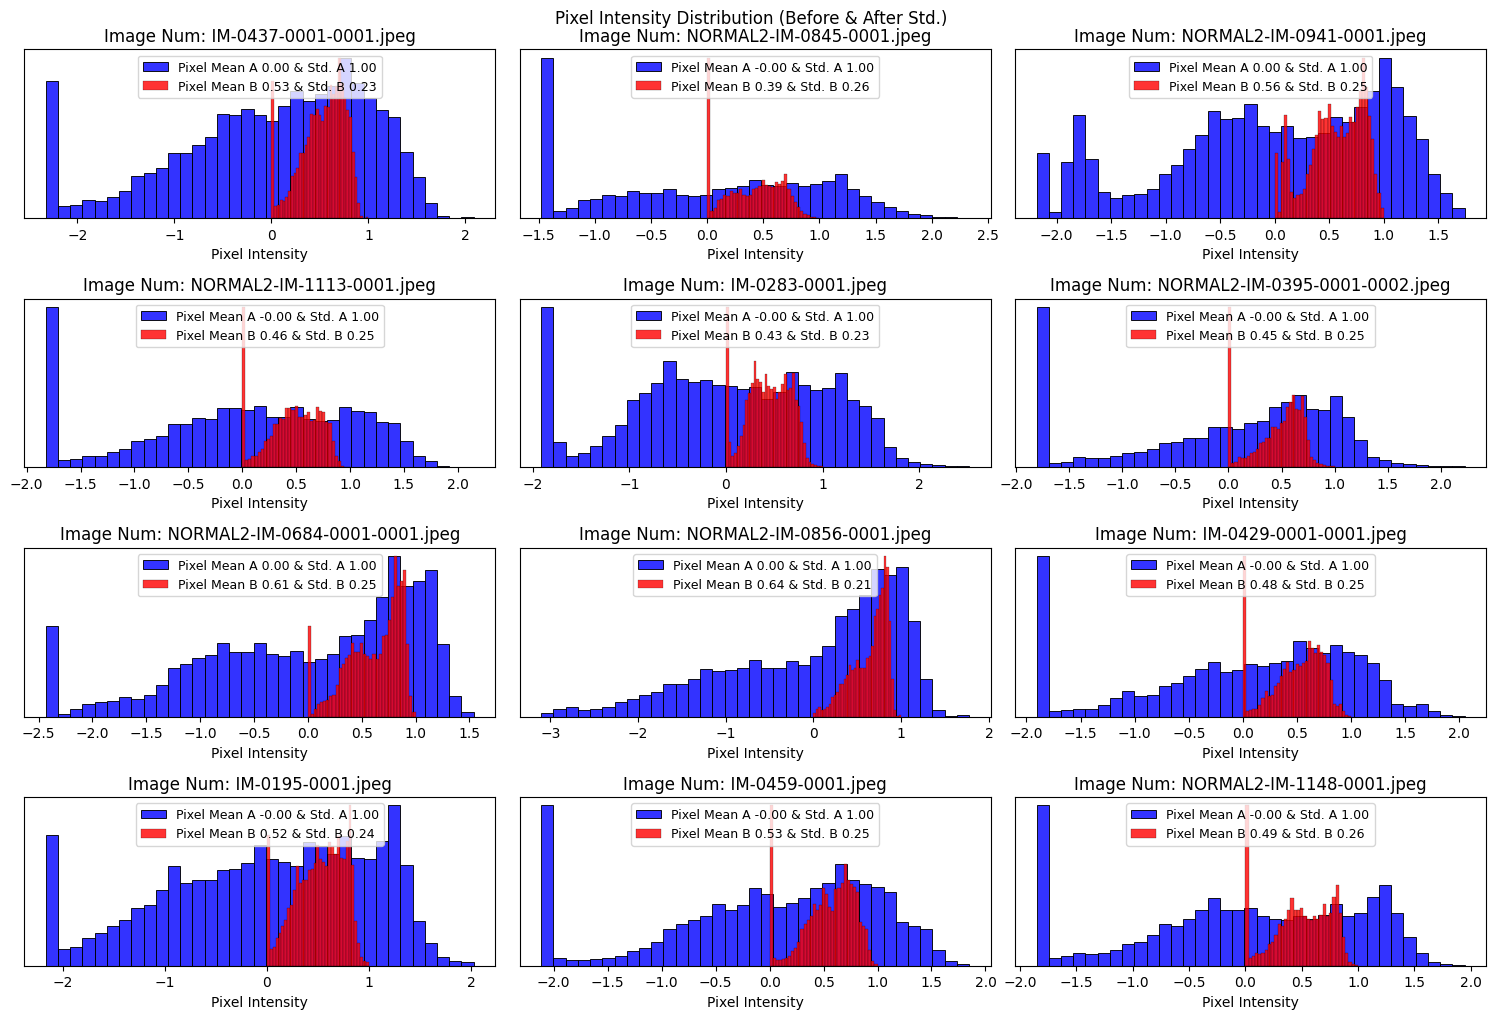 Pixel Intensity Distribution (Before & After Std.)
Image Num: IM-0437-0001-0001.jpeg
Pixel Mean A 0.00 & Std. A 1.00
Pixel Mean B 0.53 & Std. B 0.23
−2 −1 0 1 2
Pixel Intensity
Image Num: NORMAL2-IM-0845-0001.jpeg
Pixel Mean A -0.00 & Std. A 1.00
Pixel Mean B 0.39 & Std. B 0.26
−1.5 −1.0 −0.5 0.0 0.5 1.0 1.5 2.0 2.5
Pixel Intensity
Image Num: NORMAL2-IM-0941-0001.jpeg
Pixel Mean A 0.00 & Std. A 1.00
Pixel Mean B 0.56 & Std. B 0.25
−2.0 −1.5 −1.0 −0.5 0.0 0.5 1.0 1.5
Pixel Intensity
Image Num: NORMAL2-IM-1113-0001.jpeg
Pixel Mean A -0.00 & Std. A 1.00
Pixel Mean B 0.46 & Std. B 0.25
−2.0 −1.5 −1.0 −0.5 0.0 0.5 1.0 1.5 2.0
Pixel Intensity
Image Num: IM-0283-0001.jpeg
Pixel Mean A -0.00 & Std. A 1.00
Pixel Mean B 0.43 & Std. B 0.23
−2 −1 0 1 2
Pixel Intensity
Image Num: NORMAL2-IM-0395-0001-0002.jpeg
Pixel Mean A -0.00 & Std. A 1.00
Pixel Mean B 0.45 & Std. B 0.25
−2.0 −1.5 −1.0 −0.5 0.0 0.5 1.0 1.5 2.0
Pixel Intensity
Image Num: NORMAL2-IM-0684-0001-0001.jpeg
Pixel Mean A 0.00 & Std. A 1.00
Pixel Mean B 0.61 & Std. B 0.25
−2.5 −2.0 −1.5 −1.0 −0.5 0.0 0.5 1.0 1.5
Pixel Intensity
Image Num: NORMAL2-IM-0856-0001.jpeg
Pixel Mean A 0.00 & Std. A 1.00
Pixel Mean B 0.64 & Std. B 0.21
−3 −2 −1 0 1 2
Pixel Intensity
Image Num: IM-0429-0001-0001.jpeg
Pixel Mean A -0.00 & Std. A 1.00
Pixel Mean B 0.48 & Std. B 0.25
−2.0 −1.5 −1.0 −0.5 0.0 0.5 1.0 1.5 2.0
Pixel Intensity
Image Num: IM-0195-0001.jpeg
Pixel Mean A -0.00 & Std. A 1.00
Pixel Mean B 0.52 & Std. B 0.24
−2 −1 0 1 2
Pixel Intensity
Image Num: IM-0459-0001.jpeg
Pixel Mean A -0.00 & Std. A 1.00
Pixel Mean B 0.53 & Std. B 0.25
−2.0 −1.5 −1.0 −0.5 0.0 0.5 1.0 1.5 2.0
Pixel Intensity
Image Num: NORMAL2-IM-1148-0001.jpeg
Pixel Mean A -0.00 & Std. A 1.00
Pixel Mean B 0.49 & Std. B 0.26
−2.0 −1.5 −1.0 −0.5 0.0 0.5 1.0 1.5 2.0
Pixel Intensity